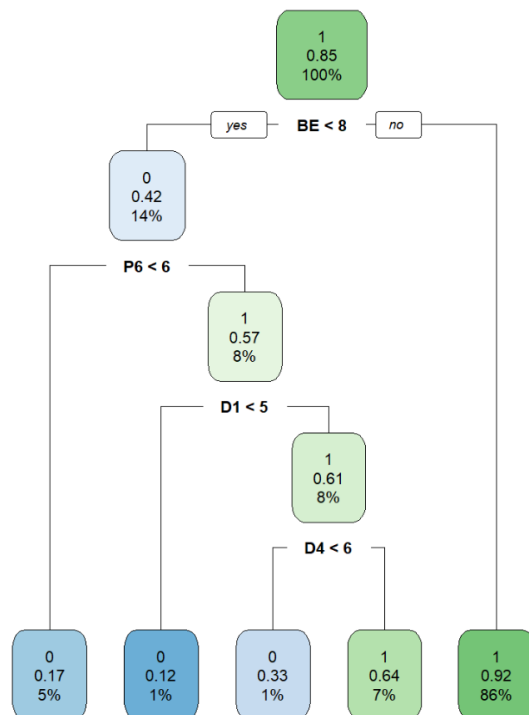 1
0.85
100%
yes BE < 8 no
0
0.42
14%
P6 < 6
1
0.57
8%
D1 < 5
1
0.61
8%
D4 < 6
0 0 0 1 1
0.17 0.12 0.33 0.64 0.92
5% 1% 1% 7% 86%